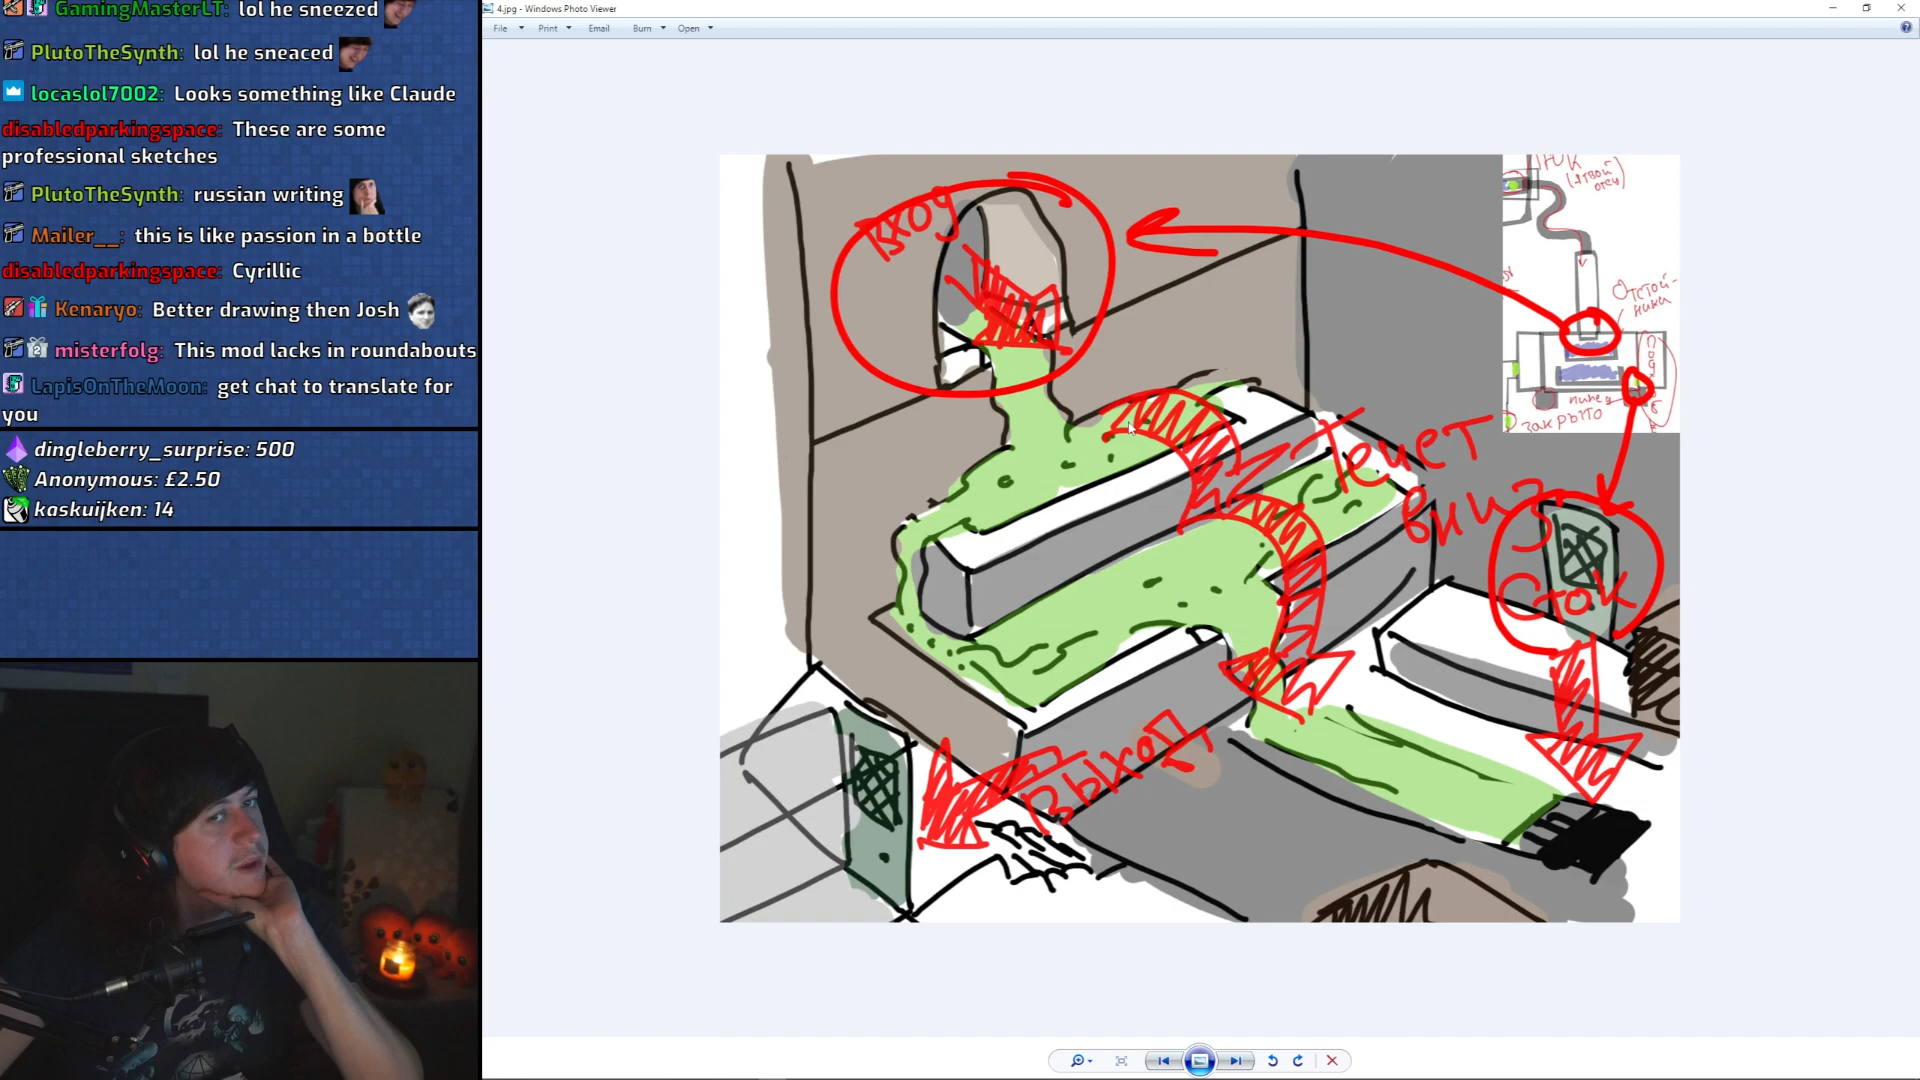 GamingMasterLT: lol he sneezed
PlutoTheSynth: lol he sneaced
locaslol7002: Looks something like Claude
disabledparkingspace: These are some
professional sketches
PlutoTheSynth: russian writing
Mailer__: this is like passion in a bottle
disabledparkingspace: Cyrillic
Kenaryo: Better drawing then Josh
misterfolg: This mod lacks in roundabouts
LapisOnTheMoon: get chat to translate for
you
dingleberry_surprise: 500
Anonymous: £2.50
kaskuijken: 14
4.jpg - Windows Photo Viewer
File Print Email Burn Open
вход
Отстой-
ники
закрыто
Течет
вниз
Сток
Выход